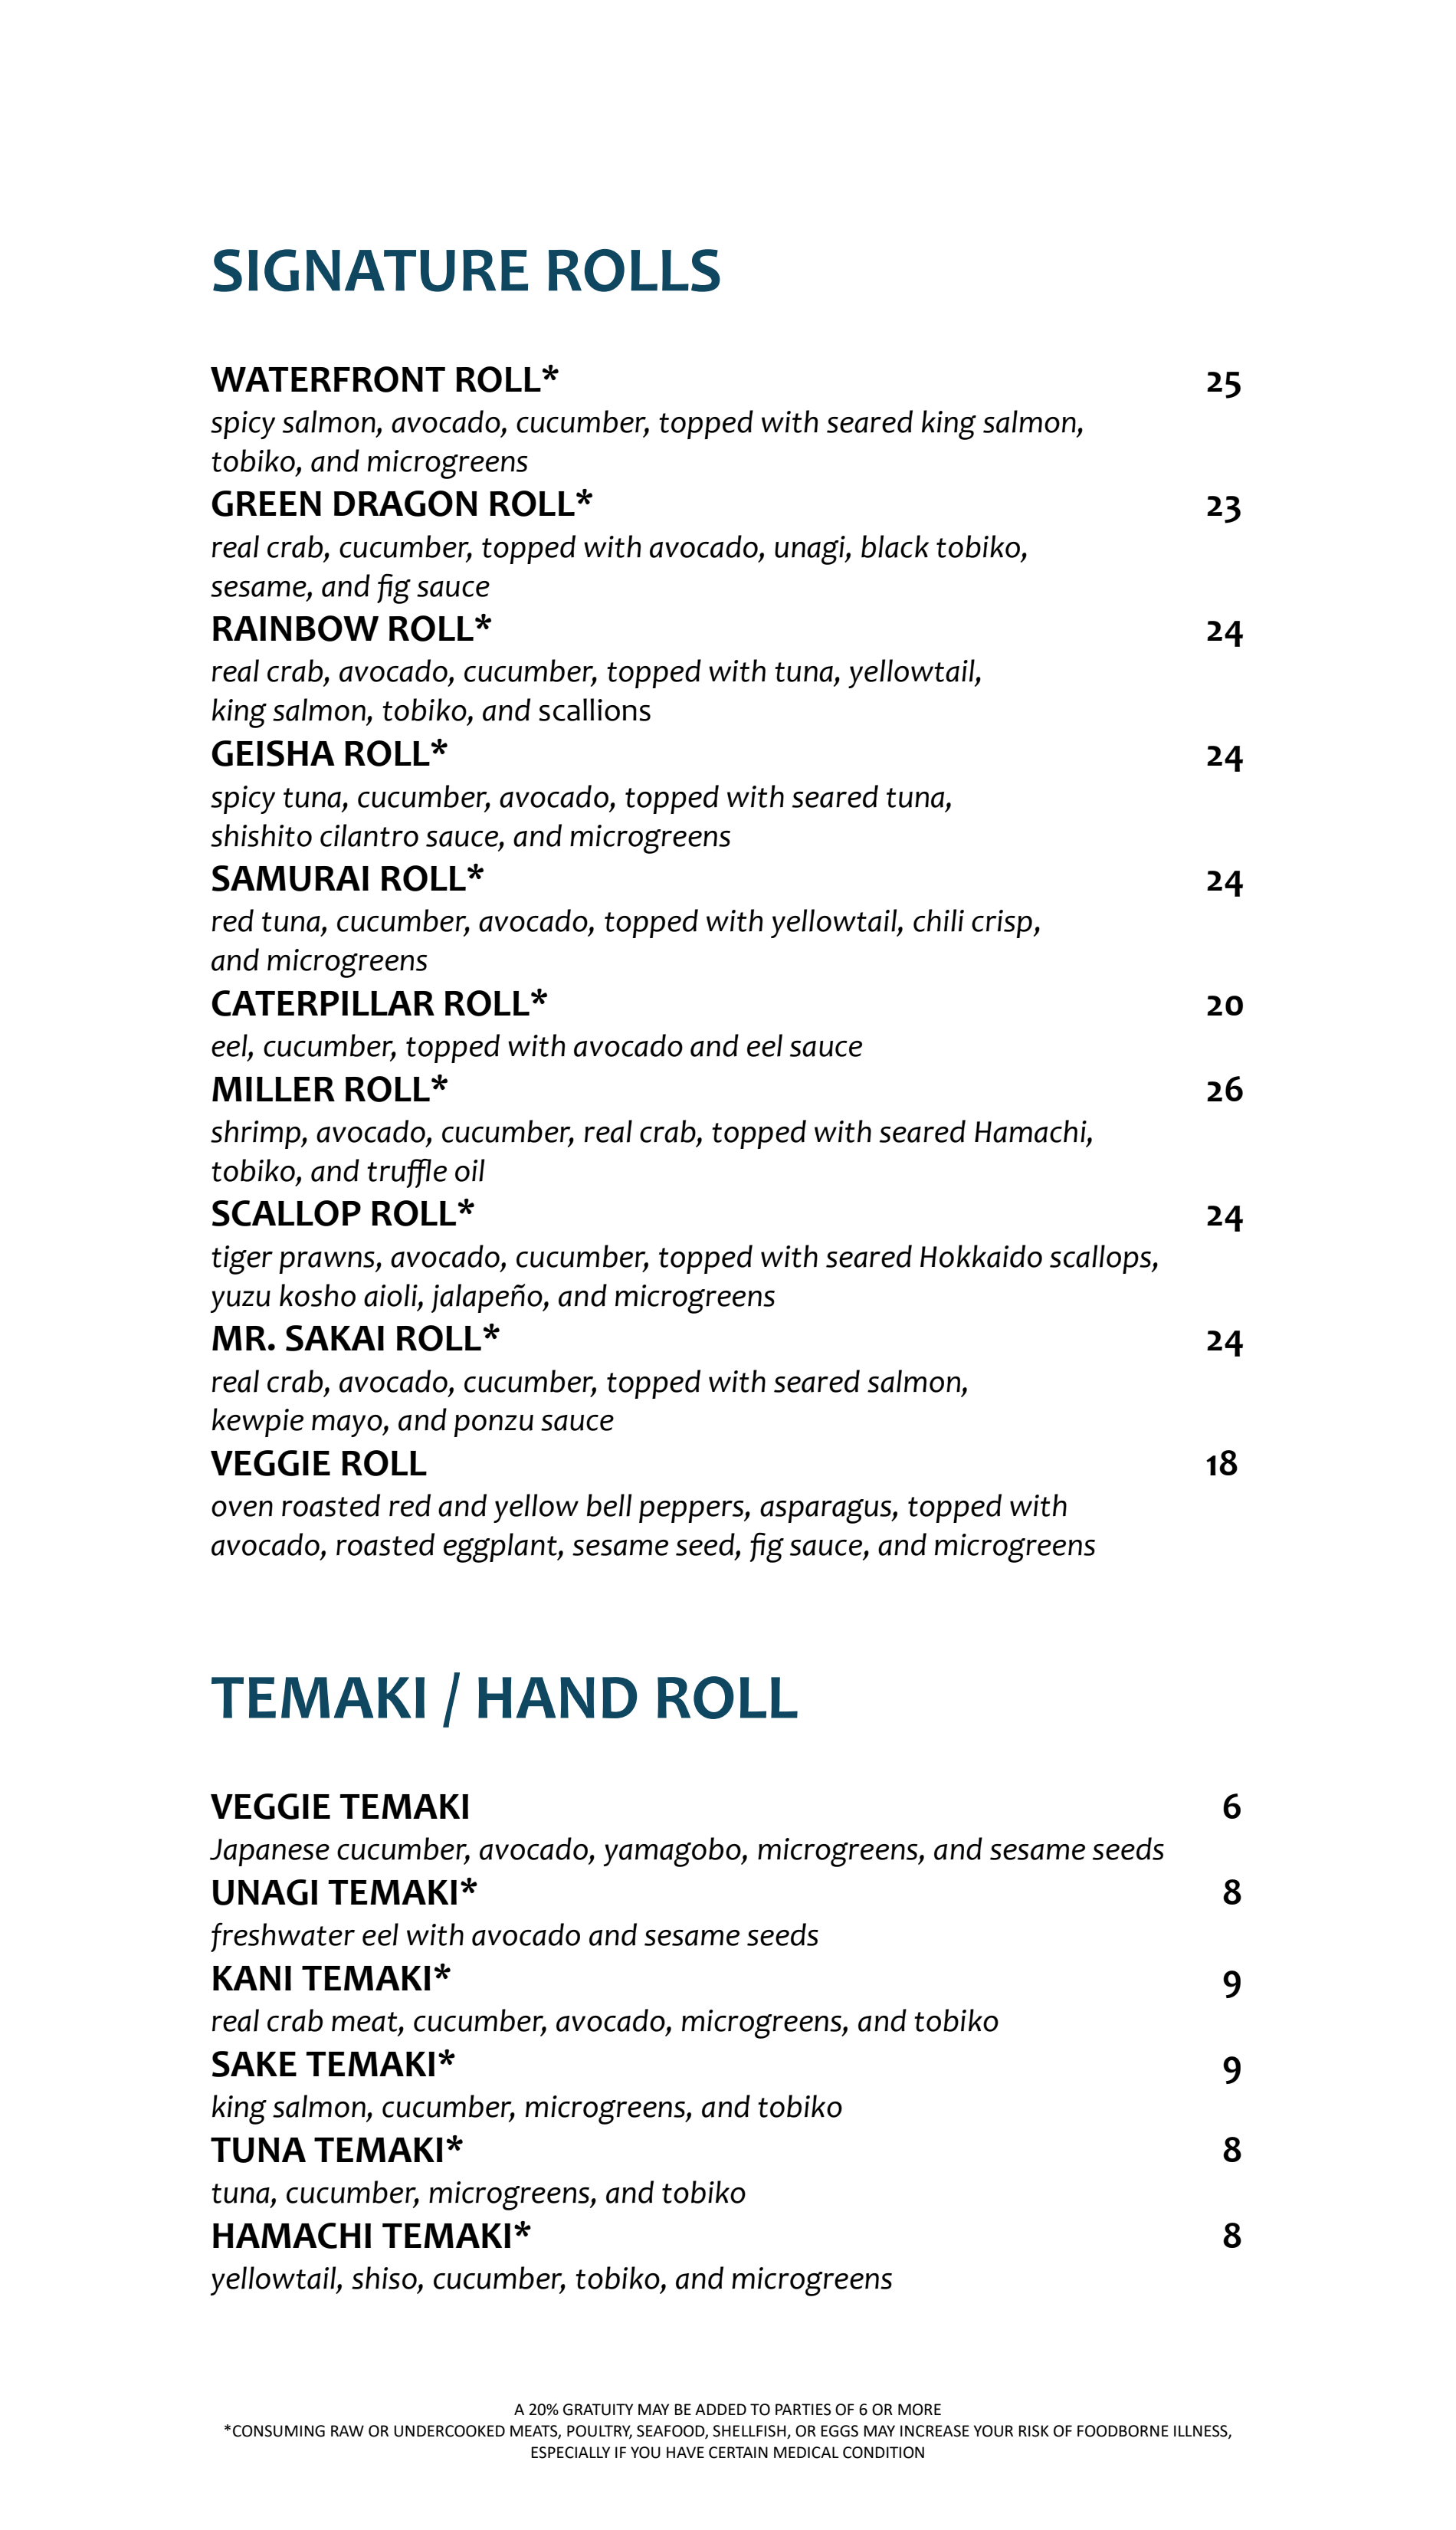 SIGNATURE ROLLS
WATERFRONT ROLL* 25
spicy salmon, avocado, cucumber, topped with seared king salmon,
tobiko, and microgreens
GREEN DRAGON ROLL* 23
real crab, cucumber, topped with avocado, unagi, black tobiko,
sesame, and fig sauce
RAINBOW ROLL* 24
real crab, avocado, cucumber, topped with tuna, yellowtail,
king salmon, tobiko, and scallions
GEISHA ROLL* 24
spicy tuna, cucumber, avocado, topped with seared tuna,
shishito cilantro sauce, and microgreens
SAMURAI ROLL* 24
red tuna, cucumber, avocado, topped with yellowtail, chili crisp,
and microgreens
CATERPILLAR ROLL* 20
eel, cucumber, topped with avocado and eel sauce
MILLER ROLL* 26
shrimp, avocado, cucumber, real crab, topped with seared Hamachi,
tobiko, and truffle oil
SCALLOP ROLL* 24
tiger prawns, avocado, cucumber, topped with seared Hokkaido scallops,
yuzu kosho aioli, jalapeño, and microgreens
MR. SAKAI ROLL* 24
real crab, avocado, cucumber, topped with seared salmon,
kewpie mayo, and ponzu sauce
VEGGIE ROLL 18
oven roasted red and yellow bell peppers, asparagus, topped with
avocado, roasted eggplant, sesame seed, fig sauce, and microgreens
TEMAKI / HAND ROLL
VEGGIE TEMAKI 6
Japanese cucumber, avocado, yamagobo, microgreens, and sesame seeds
UNAGI TEMAKI* 8
freshwater eel with avocado and sesame seeds
KANI TEMAKI* 9
real crab meat, cucumber, avocado, microgreens, and tobiko
SAKE TEMAKI* 9
king salmon, cucumber, microgreens, and tobiko
TUNA TEMAKI* 8
tuna, cucumber, microgreens, and tobiko
HAMACHI TEMAKI* 8
yellowtail, shiso, cucumber, tobiko, and microgreens
A 20% GRATUITY MAY BE ADDED TO PARTIES OF 6 OR MORE
*CONSUMING RAW OR UNDERCOOKED MEATS, POULTRY, SEAFOOD, SHELLFISH, OR EGGS MAY INCREASE YOUR RISK OF FOODBORNE ILLNESS,
ESPECIALLY IF YOU HAVE CERTAIN MEDICAL CONDITION